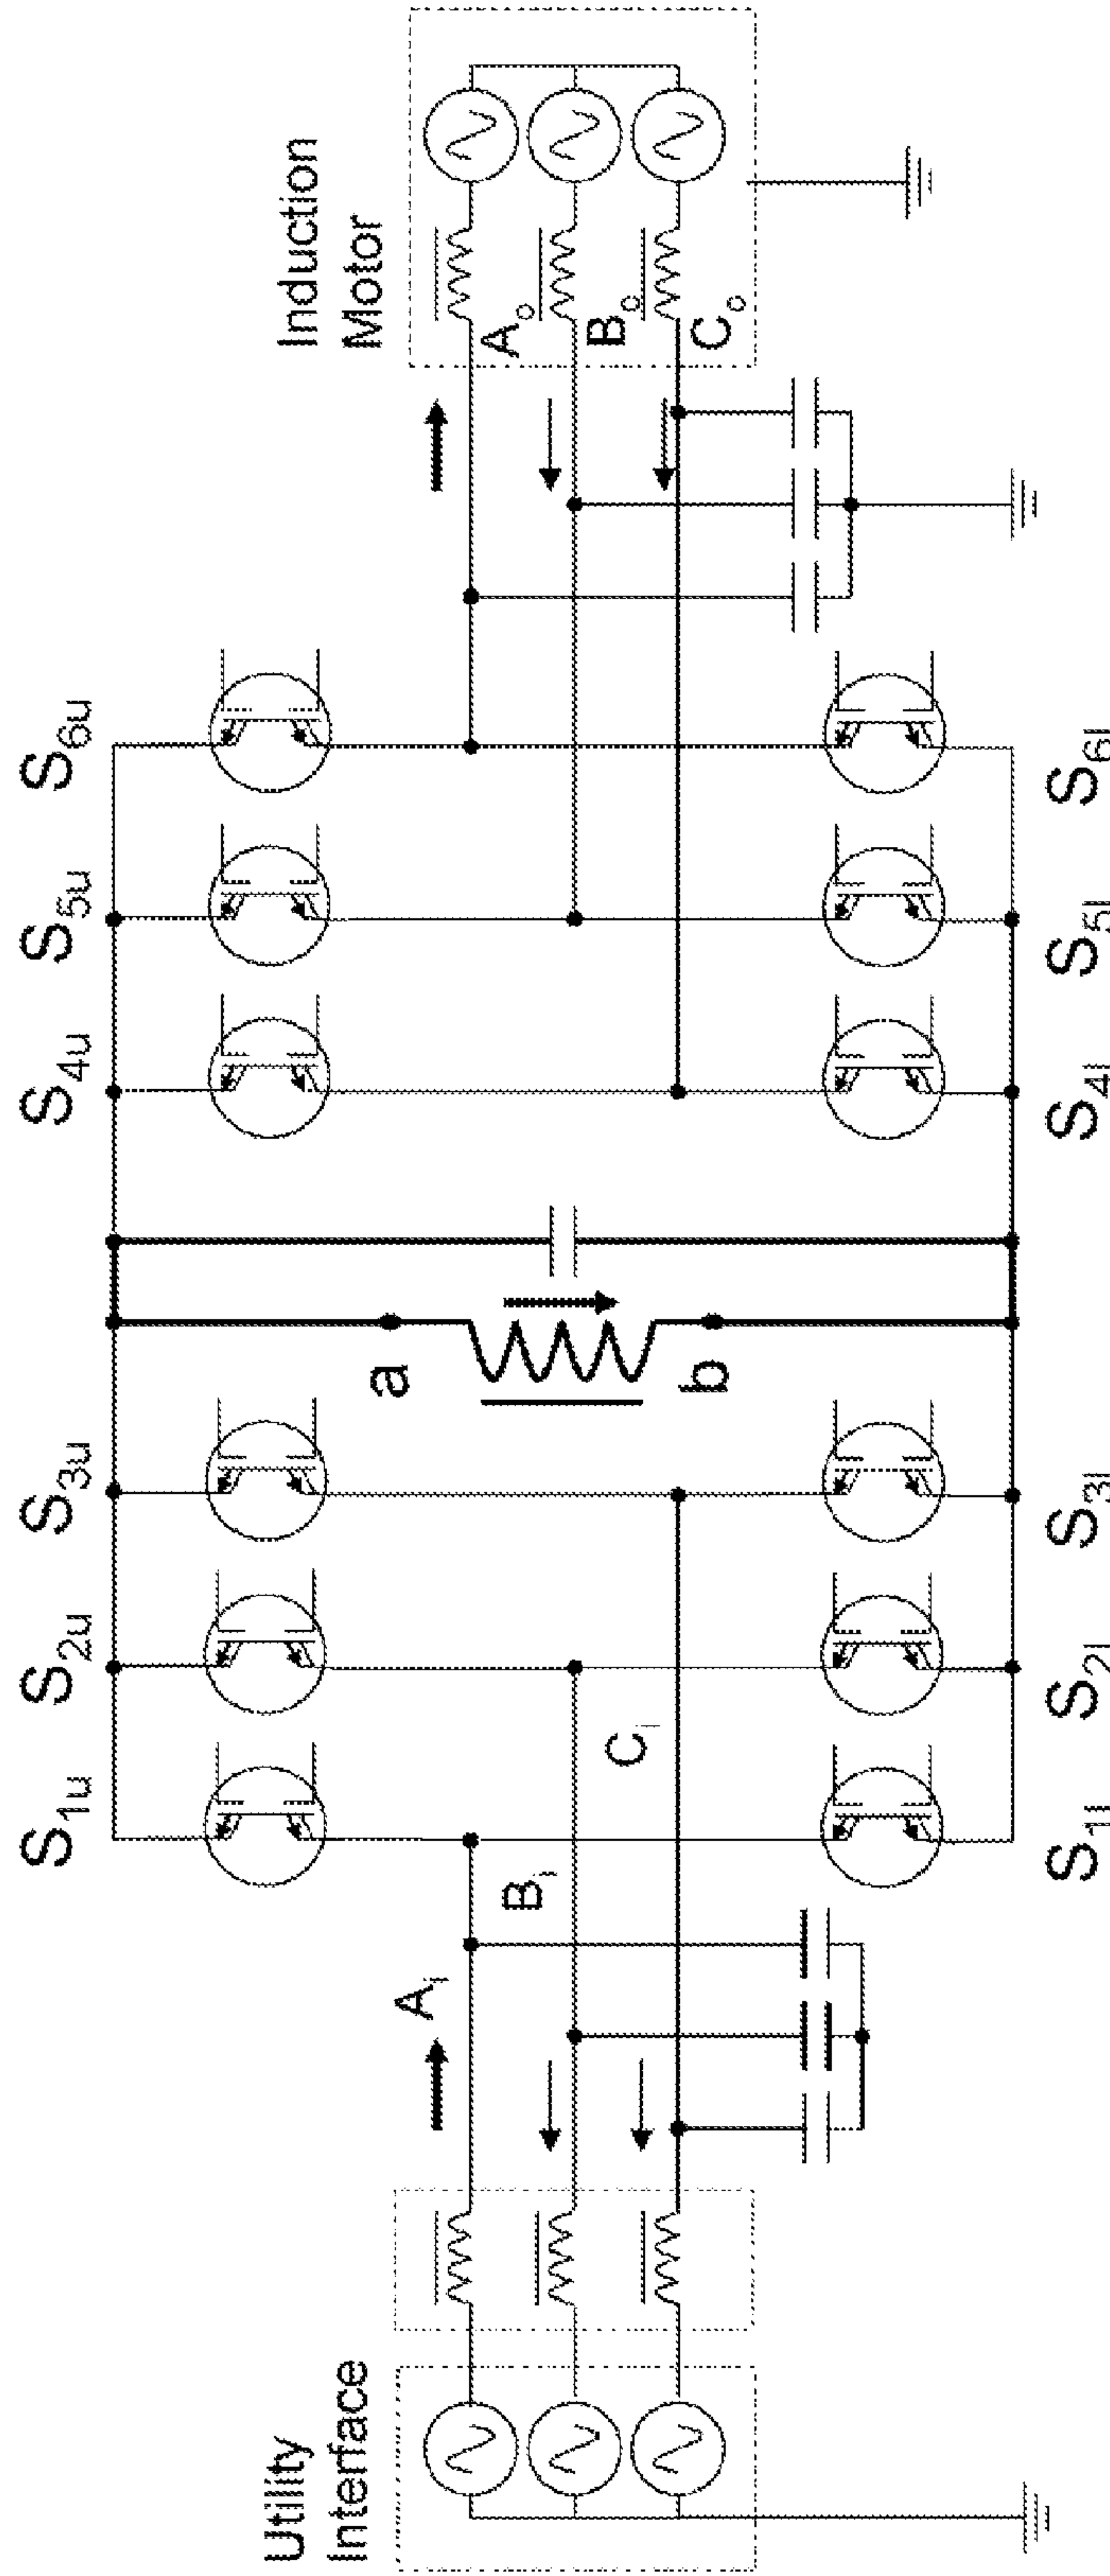 Utility
Interface
Induction
Motor
S1u
S2u
S3u
S4u
S5u
S6u
Ai
Bi
Ci
a
b
Ao
Bo
Co
S1l
S2l
S3l
S4l
S5l
S6l